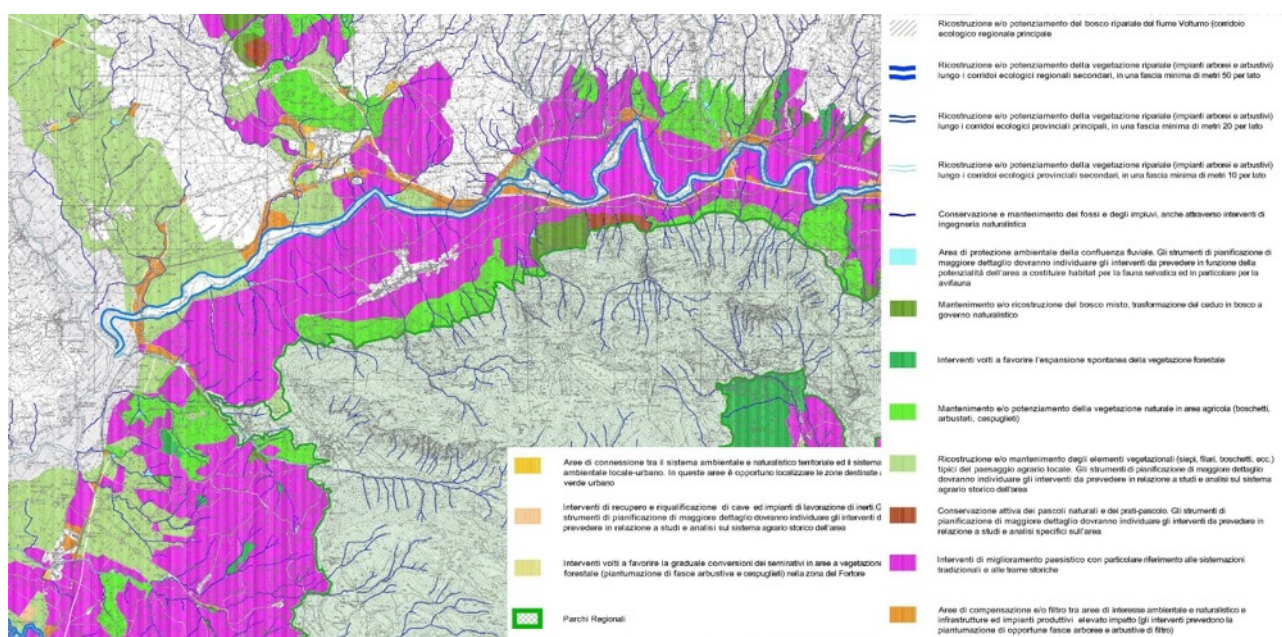 Ricostruzione e/o potenziamento del bosco ripariale del fiume Volturno (corridoio
ecologico regionale principale
Ricostruzione e/o potenziamento della vegetazione ripariale (impianti arborei e arbustivi)
lungo i corridoi ecologici regionali secondari, in una fascia minima di metri 50 per lato
Ricostruzione e/o potenziamento della vegetazione ripariale (impianti arborei e arbustivi)
lungo i corridoi ecologici provinciali principali, in una fascia minima di metri 20 per lato
Ricostruzione e/o potenziamento della vegetazione ripariale (impianti arborei e arbustivi)
lungo i corridoi ecologici provinciali secondari, in una fascia minima di metri 10 per lato
Conservazione e mantenimento dei fossi e degli impiuvi, anche attraverso interventi di
ingegneria naturalistica
Area di protezione ambientale della confluenza fluviale. Gli strumenti di pianificazione di
maggiore dettaglio dovranno individuare gli interventi da prevedere in funzione della
potenzialità dell'area a costituire habitat per la fauna selvatica ed in particolare per la
avifauna
Mantenimento e/o ricostruzione del bosco misto, trasformazione del ceduo in bosco a
governo naturalistico
Interventi volti a favorire l'espansione spontanea della vegetazione forestale
Mantenimento e/o potenziamento della vegetazione naturale in area agricola (boschetti,
arbusteti, cespuglieti)
Ricostruzione e/o mantenimento degli elementi vegetazionali (siepi, filari, boschetti, ecc.)
tipici del paesaggio agrario locale. Gli strumenti di pianificazione di maggiore dettaglio
dovranno individuare gli interventi da prevedere in relazione a studi e analisi sul sistema
agrario storico dell'area
Conservazione attiva dei pascoli naturali e dei prati-pascolo. Gli strumenti di
pianificazione di maggiore dettaglio dovranno individuare gli interventi da prevedere in
relazione a studi e analisi specifici sull'area
Interventi di miglioramento paesistico con particolare riferimento alle sistemazioni
tradizionali e alle trame storiche
Aree di compensazione e/o filtro tra aree di interesse ambientale e naturalistico e
infrastrutture ed impianti produttivi elevato impatto (gli interventi prevedono la
piantumazione di opportune fasce arboree e arbustive di filtro)
Aree di connessione tra il sistema ambientale e naturalistico territoriale ed il sistema
ambientale locale-urbano. In queste aree è opportuno localizzare le zone destinate a
verde urbano
Interventi di recupero e riqualificazione di cave ed impianti di lavorazione di inerti. G
strumenti di pianificazione di maggiore dettaglio dovranno individuare gli interventi d
prevedere in relazione a studi e analisi sul sistema agrario storico dell'area
Interventi volti a favorire la graduale conversioni dei seminativi in aree a vegetazione
forestale (piantumazione di fasce arbustive e cespuglieti) nella zona del Fortore
Parchi Regionali